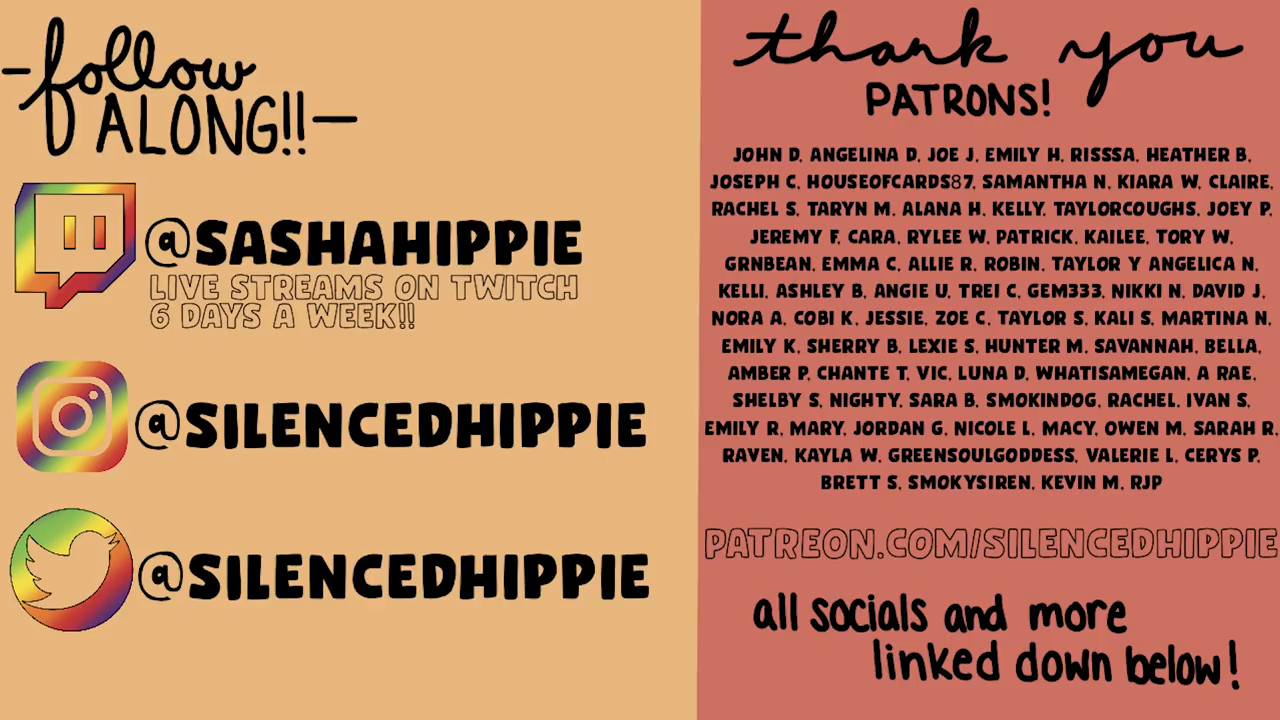 -follow
ALONG!!-
@SASHAHIPPIE
LIVE STREAMS ON TWITCH
6 DAYS A WEEK!!
@SILENCEDHIPPIE
@SILENCEDHIPPIE
thank you
PATRONS!
JOHN D, ANGELINA D, JOE J, EMILY H, RISSSA, HEATHER B,
JOSEPH C, HOUSEOFCARDS87, SAMANTHA N, KIARA W, CLAIRE,
RACHEL S, TARYN M, ALANA H, KELLY, TAYLORCOUGHS, JOEY P,
JEREMY F, CARA, RYLEE W, PATRICK, KAILEE, TORY W,
GRNBEAN, EMMA C, ALLIE R, ROBIN, TAYLOR Y ANGELICA N,
KELLI, ASHLEY B, ANGIE U, TREI C, GEM333, NIKKI N, DAVID J,
NORA A, COBI K, JESSIE, ZOE C, TAYLOR S, KALI S, MARTINA N,
EMILY K, SHERRY B, LEXIE S, HUNTER M, SAVANNAH, BELLA,
AMBER P, CHANTE T, VIC, LUNA D, WHATISAMEGAN, A RAE,
SHELBY S, NIGHTY, SARA B, SMOKINDOG, RACHEL, IVAN S,
EMILY R, MARY, JORDAN G, NICOLE L, MACY, OWEN M, SARAH R,
RAVEN, KAYLA W, GREENSOULGODDESS, VALERIE L, CERYS P,
BRETT S, SMOKYSIREN, KEVIN M, RJP
PATREON.COM/SILENCEDHIPPIE
all socials and more
linked down below!